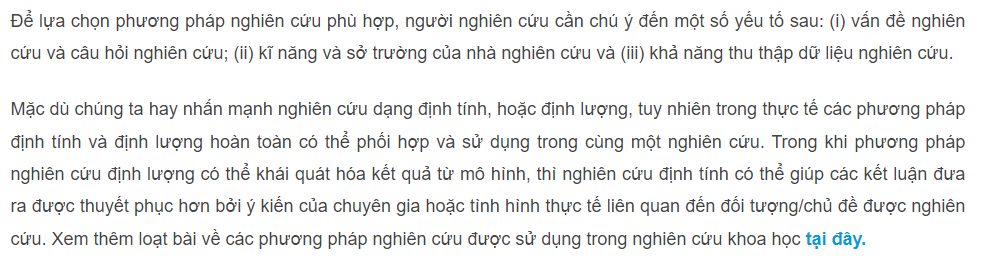 Để lựa chọn phương pháp nghiên cứu phù hợp, người nghiên cứu cần chú ý đến một số yếu tố sau: (i) vấn đề nghiên
cứu và câu hỏi nghiên cứu; (ii) kĩ năng và sở trường của nhà nghiên cứu và (iii) khả năng thu thập dữ liệu nghiên cứu.
Mặc dù chúng ta hay nhấn mạnh nghiên cứu dạng định tính, hoặc định lượng, tuy nhiên trong thực tế các phương pháp
định tính và định lượng hoàn toàn có thể phối hợp và sử dụng trong cùng một nghiên cứu. Trong khi phương pháp
nghiên cứu định lượng có thể khái quát hóa kết quả từ mô hình, thì nghiên cứu định tính có thể giúp các kết luận đưa
ra được thuyết phục hơn bởi ý kiến của chuyên gia hoặc tình hình thực tế liên quan đến đối tượng/chủ đề được nghiên
cứu. Xem thêm loạt bài về các phương pháp nghiên cứu được sử dụng trong nghiên cứu khoa học tại đây.